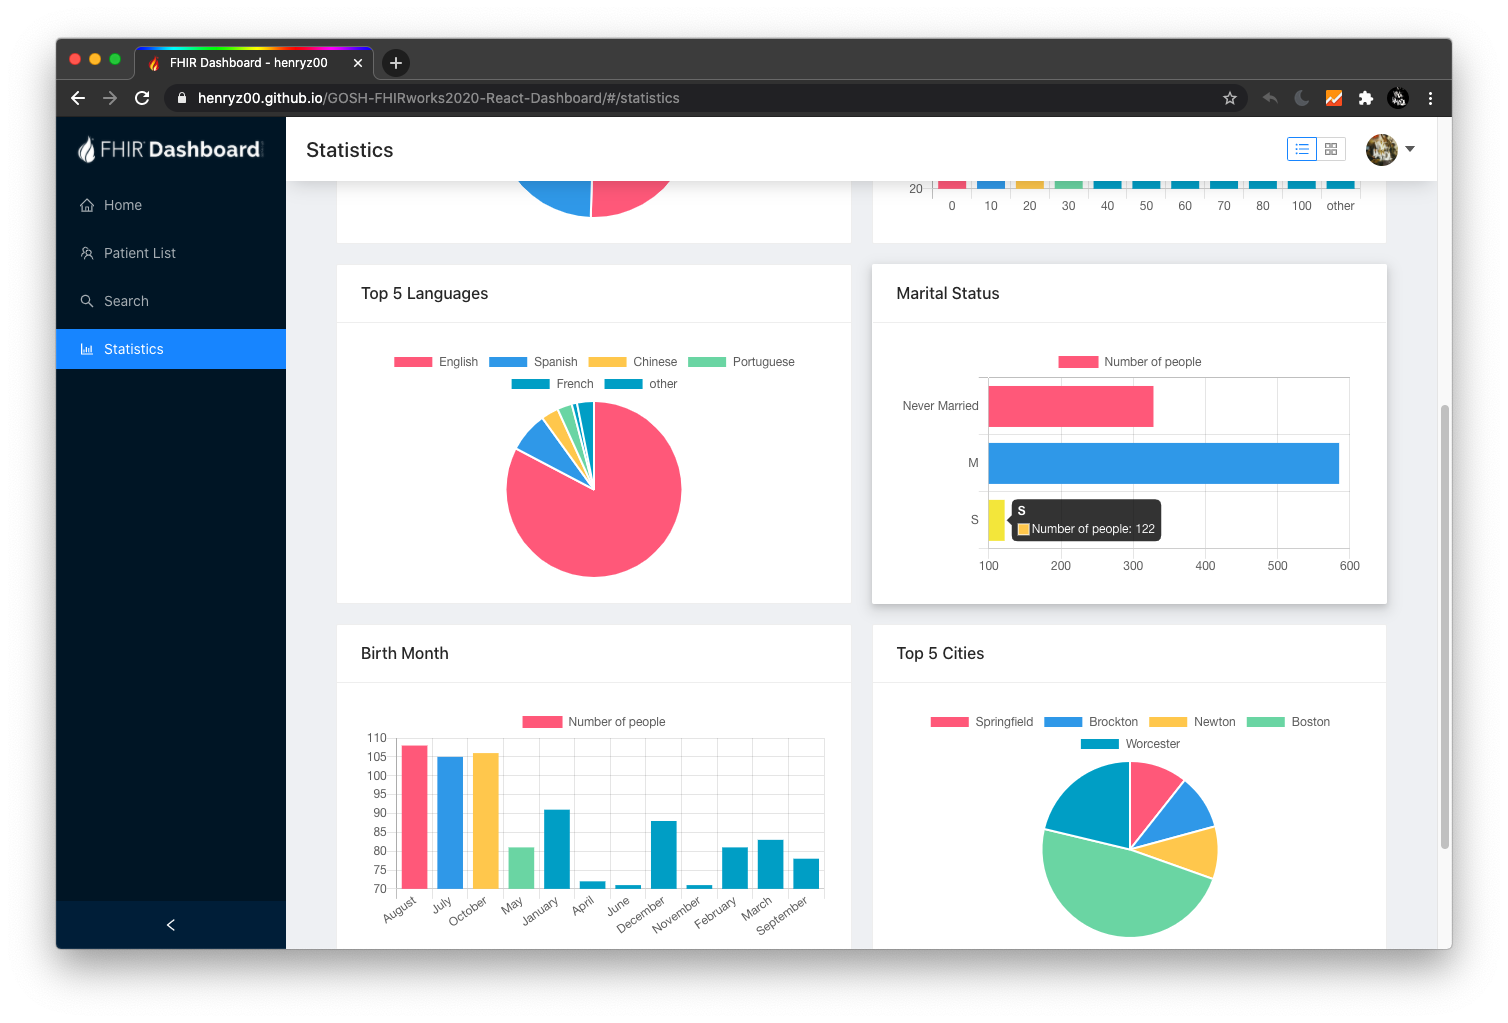 FHIR Dashboard - henryz00
henryz00.github.io/GOSH-FHIRworks2020-React-Dashboard/#/statistics
FHIR Dashboard
Statistics
Home
Patient List
Search
Statistics
20
0 10 20 30 40 50 60 70 80 100 other
Top 5 Languages
English Spanish Chinese Portuguese
French other
Marital Status
Number of people
Never Married
M
S
S
Number of people: 122
100 200 300 400 500 600
Birth Month
Number of people
110
105
100
95
90
85
80
75
70
August July October May January April June December November February March September
Top 5 Cities
Springfield Brockton Newton Boston
Worcester